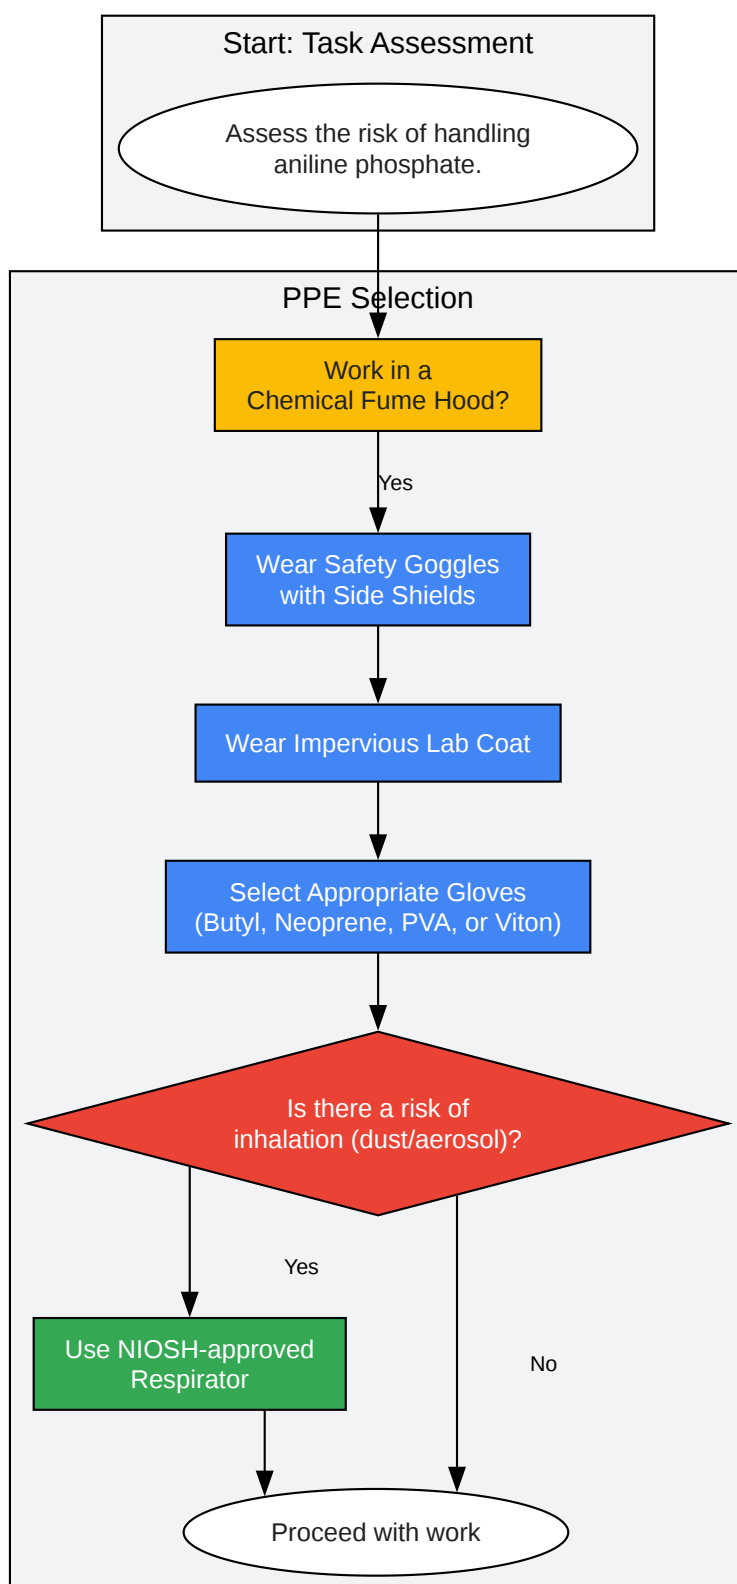 Start: Task Assessment
Assess the risk of handling
aniline phosphate.
PPE Selection
Work in a
Chemical Fume Hood?
Yes
Wear Safety Goggles
with Side Shields
Wear Impervious Lab Coat
Select Appropriate Gloves
(Butyl, Neoprene, PVA, or Viton)
Is there a risk of
inhalation (dust/aerosol)?
Yes
Use NIOSH-approved
Respirator
No
Proceed with work